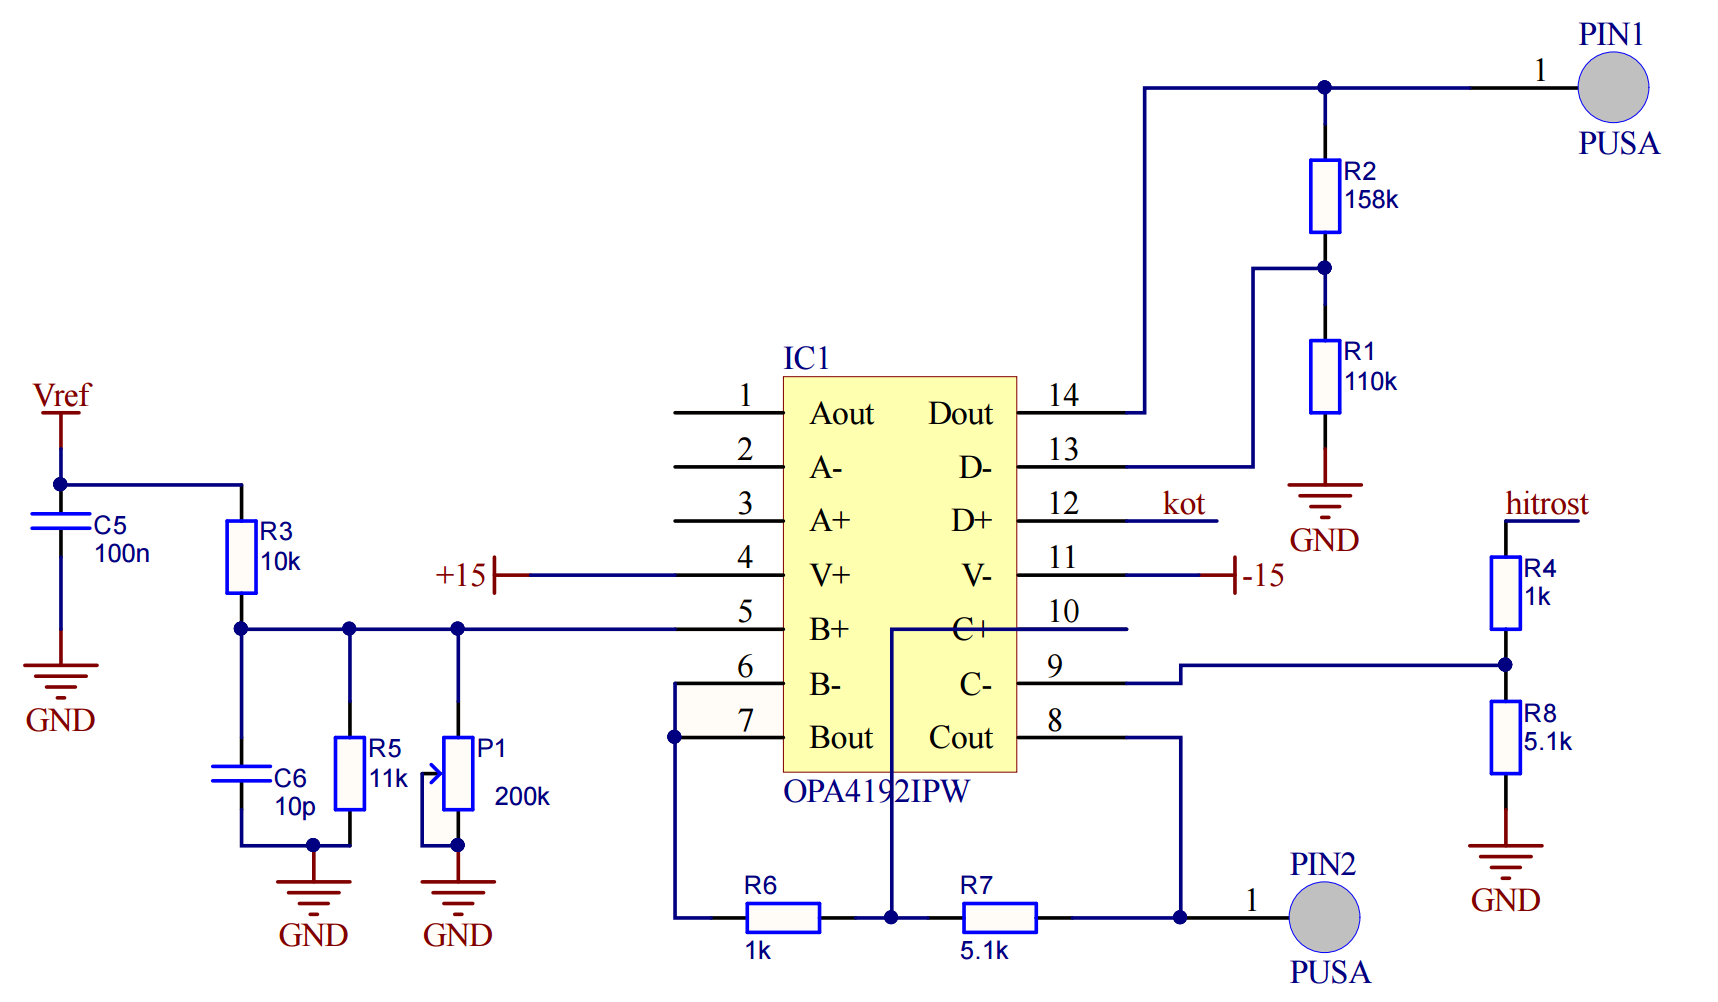 PIN1
1
PUSA
R2
158k
R1
110k
GND
IC1
1 Aout Dout 14
2 A- D- 13
3 A+ D+ 12 kot
+15 4 V+ V- 11 -15
5 B+ C+ 10
6 B- C- 9
7 Bout Cout 8
OPA4192IPW
Vref
C5
100n
GND
R3
10k
C6
10p
R5
11k
P1
200k
GND
GND
hitrost
R4
1k
R8
5.1k
GND
R6
1k
R7
5.1k
PIN2
1
PUSA